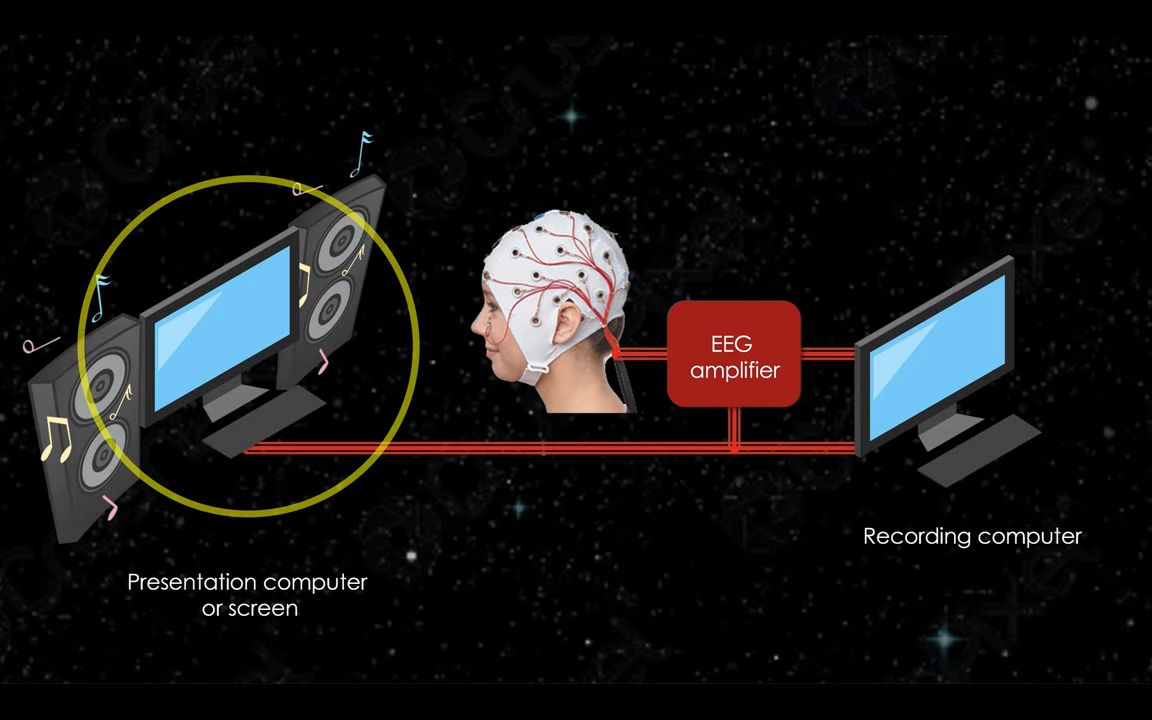 EEG
amplifier
Recording computer
Presentation computer
or screen